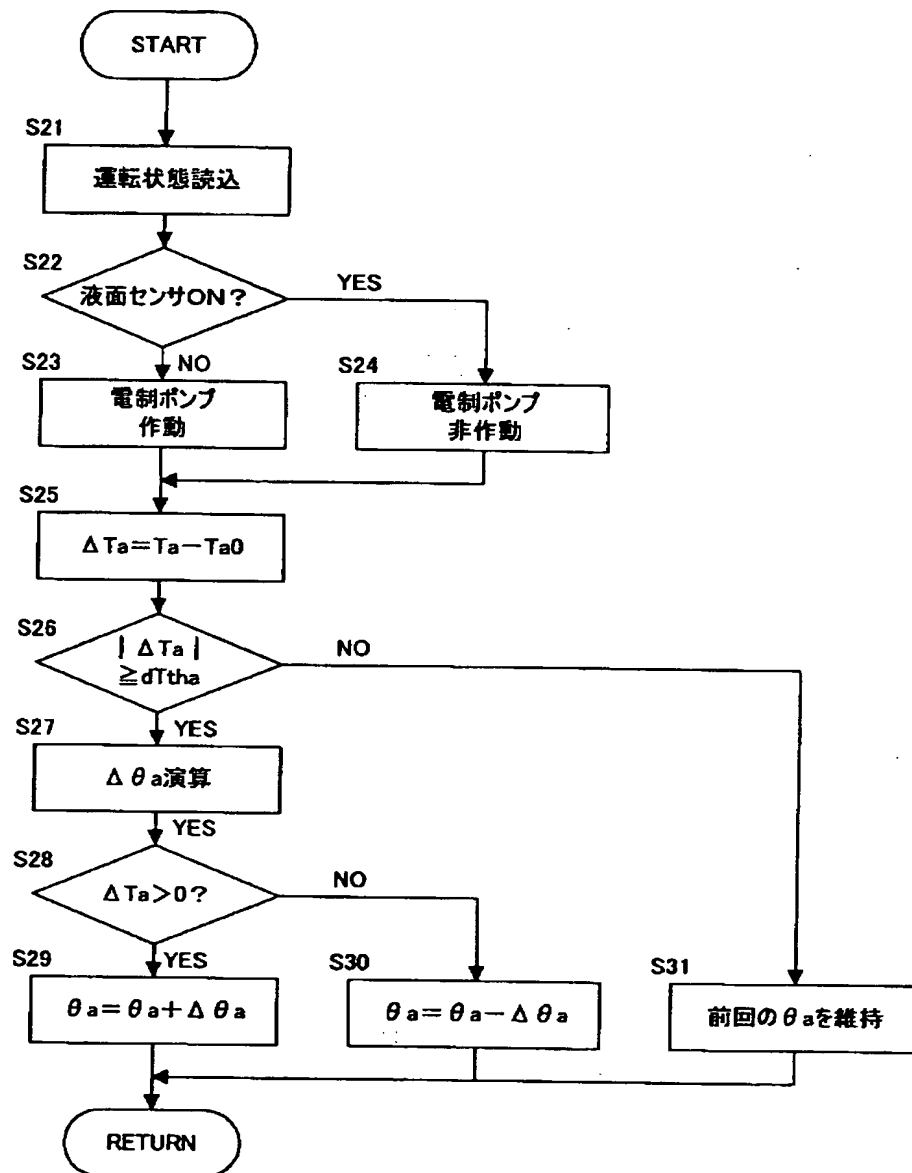 START
S21
運転状態読込
S22
液面センサON?
YES
S23
NO
S24
電制ポンプ
作動
電制ポンプ
非作動
S25
ΔTa=Ta-Ta0
S26
|ΔTa|
≧dTtha
NO
S27
YES
Δθa演算
YES
S28
ΔTa>0?
NO
S29
YES
S30
S31
θa=θa+Δθa
θa=θa-Δθa
前回のθaを維持
RETURN